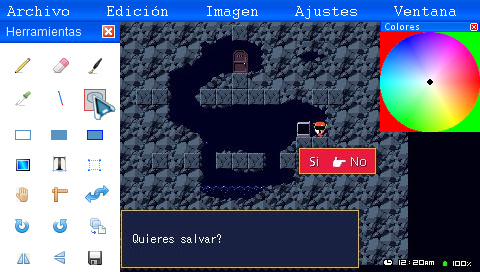 Archivo Edición Imagen Ajustes Ventana
Herramientas
Colores
T
Si No
Quieres salvar?
12:20am 100%